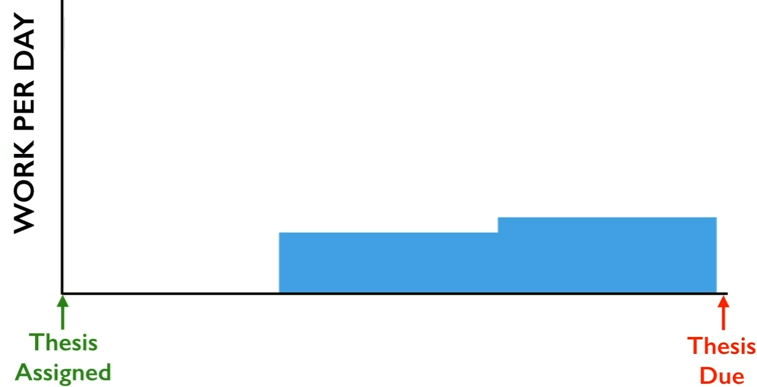 WORK PER DAY
Thesis
Assigned
Thesis
Due